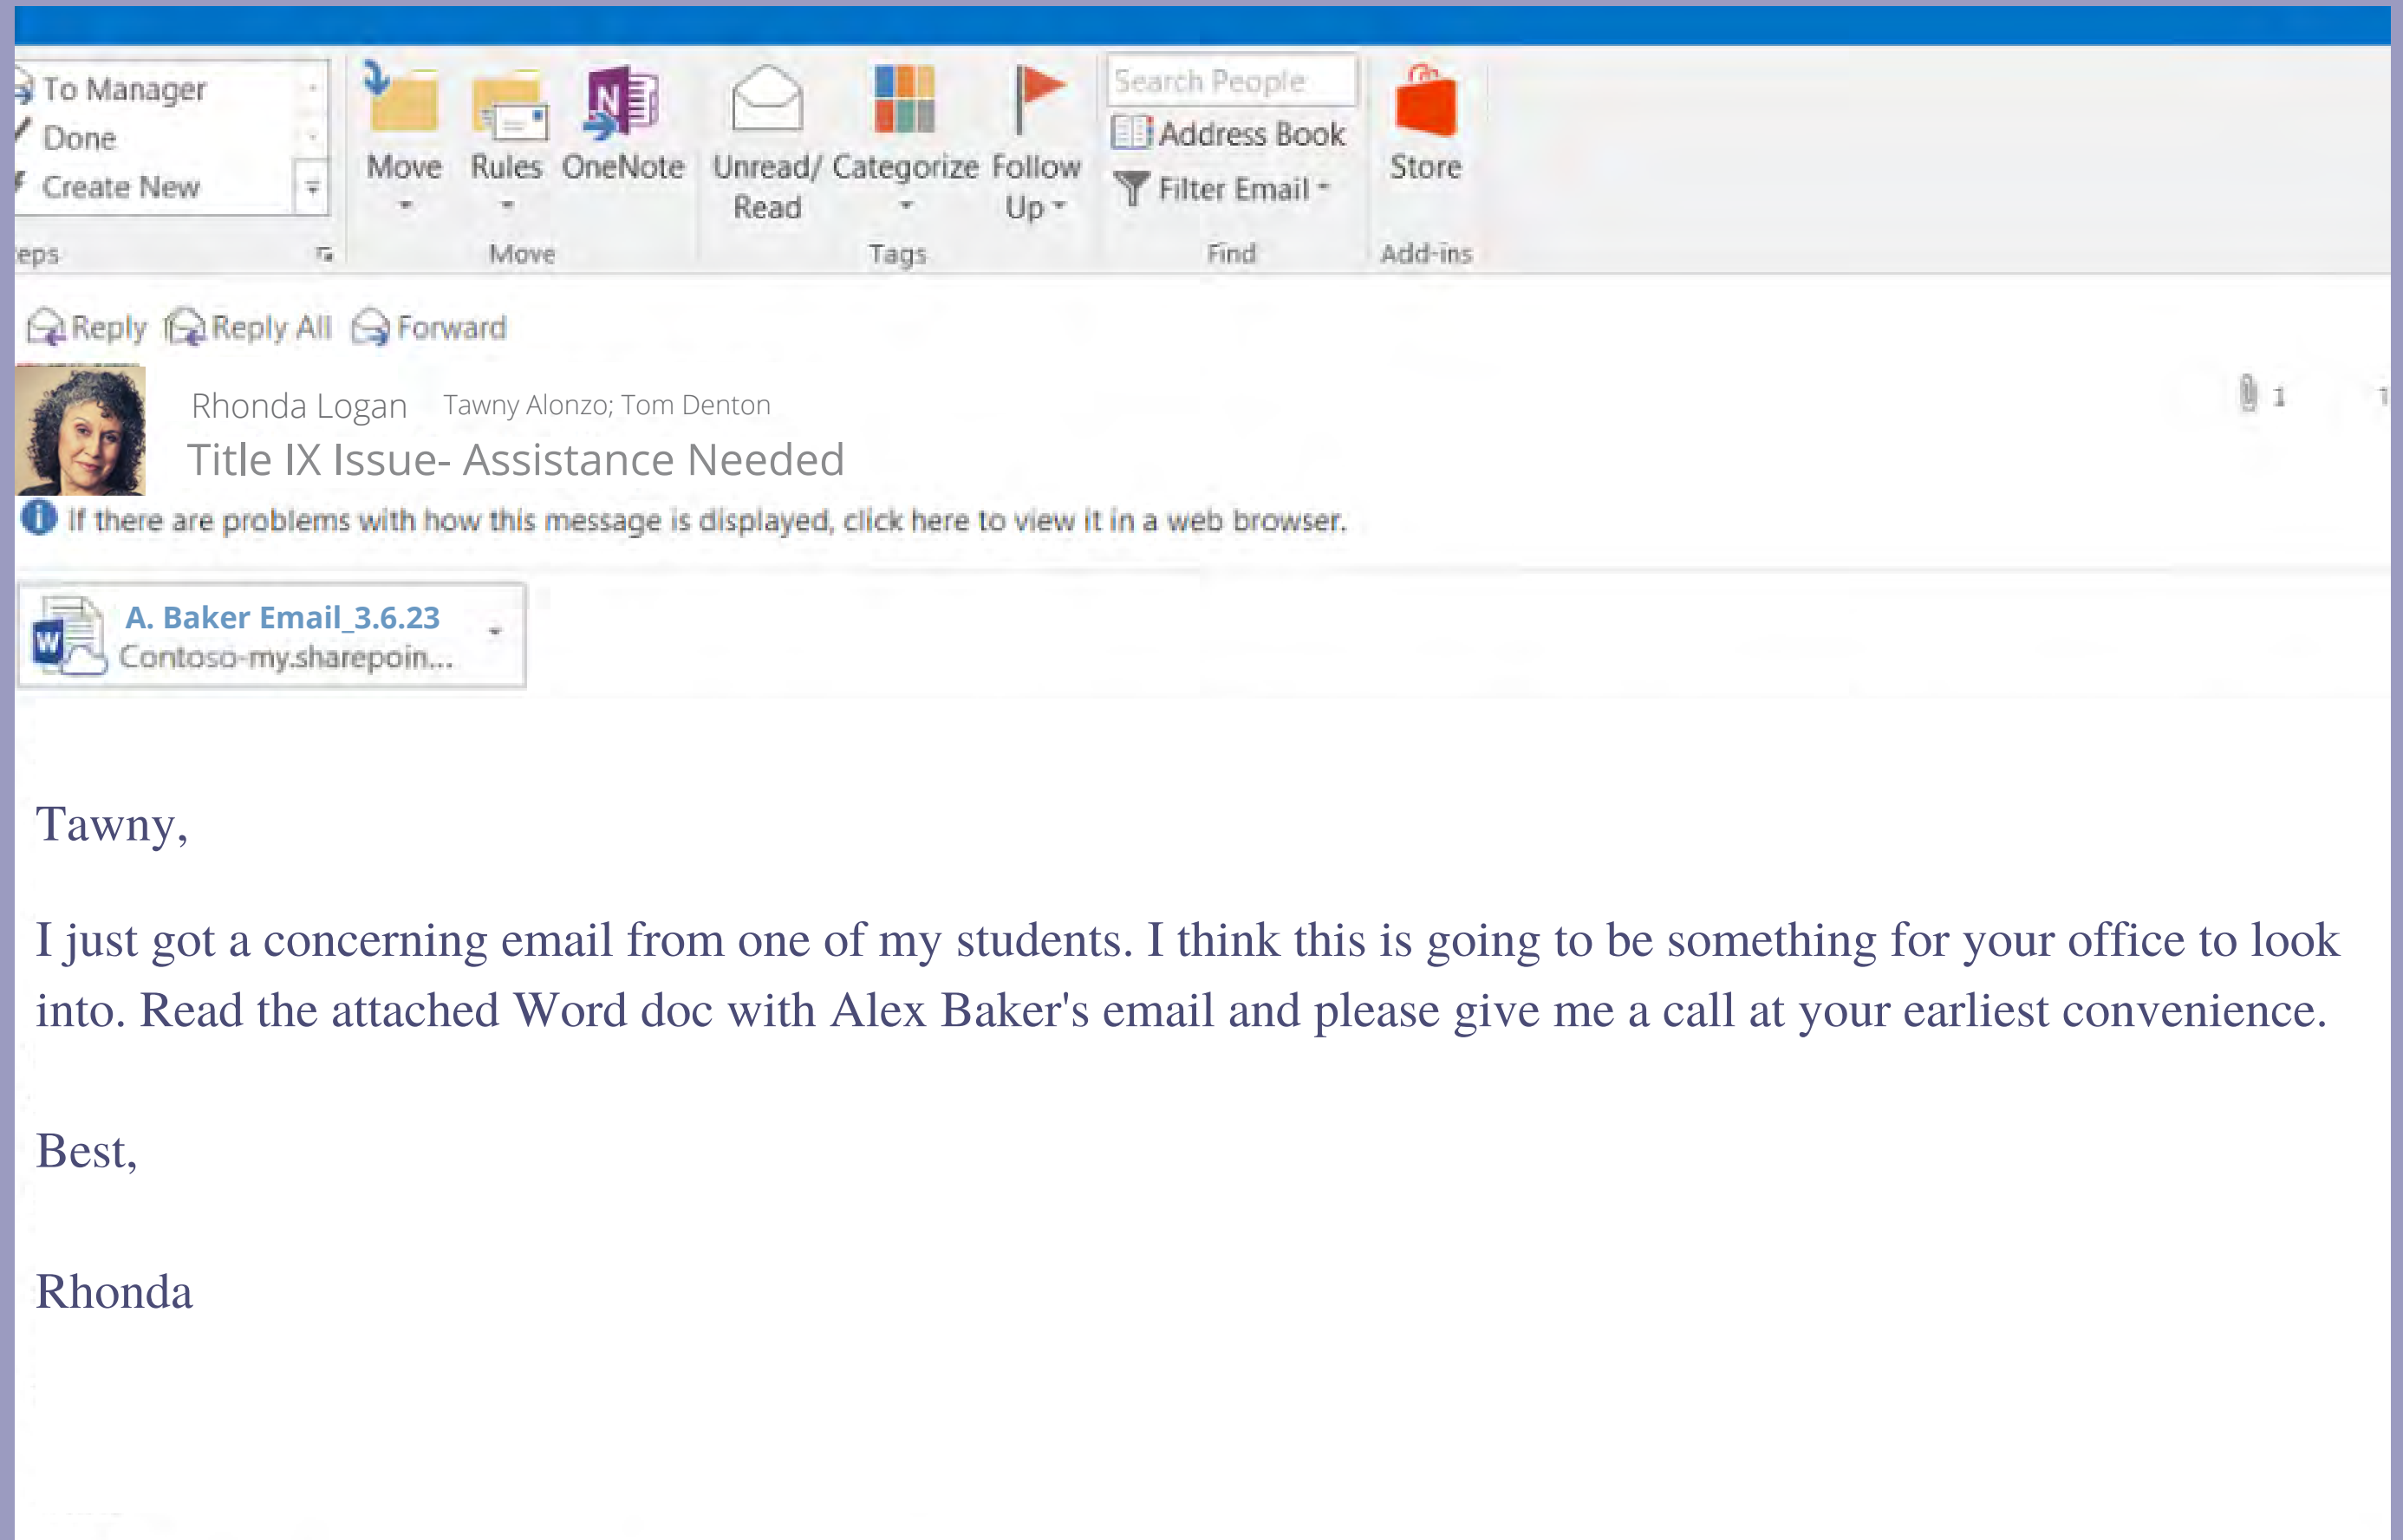 To Manager
Done
Create New
Move
Rules
OneNote
Unread/
Read
Categorize
Follow
Up
Search People
Address Book
Filter Email
Store
Move
Tags
Find
Add-ins
Reply Reply All Forward
Rhonda Logan Tawny Alonzo; Tom Denton
1
Title IX Issue- Assistance Needed
If there are problems with how this message is displayed, click here to view it in a web browser.
A. Baker Email_3.6.23
Contoso-my.sharepoin...
Tawny,
I just got a concerning email from one of my students. I think this is going to be something for your office to look
into. Read the attached Word doc with Alex Baker's email and please give me a call at your earliest convenience.
Best,
Rhonda